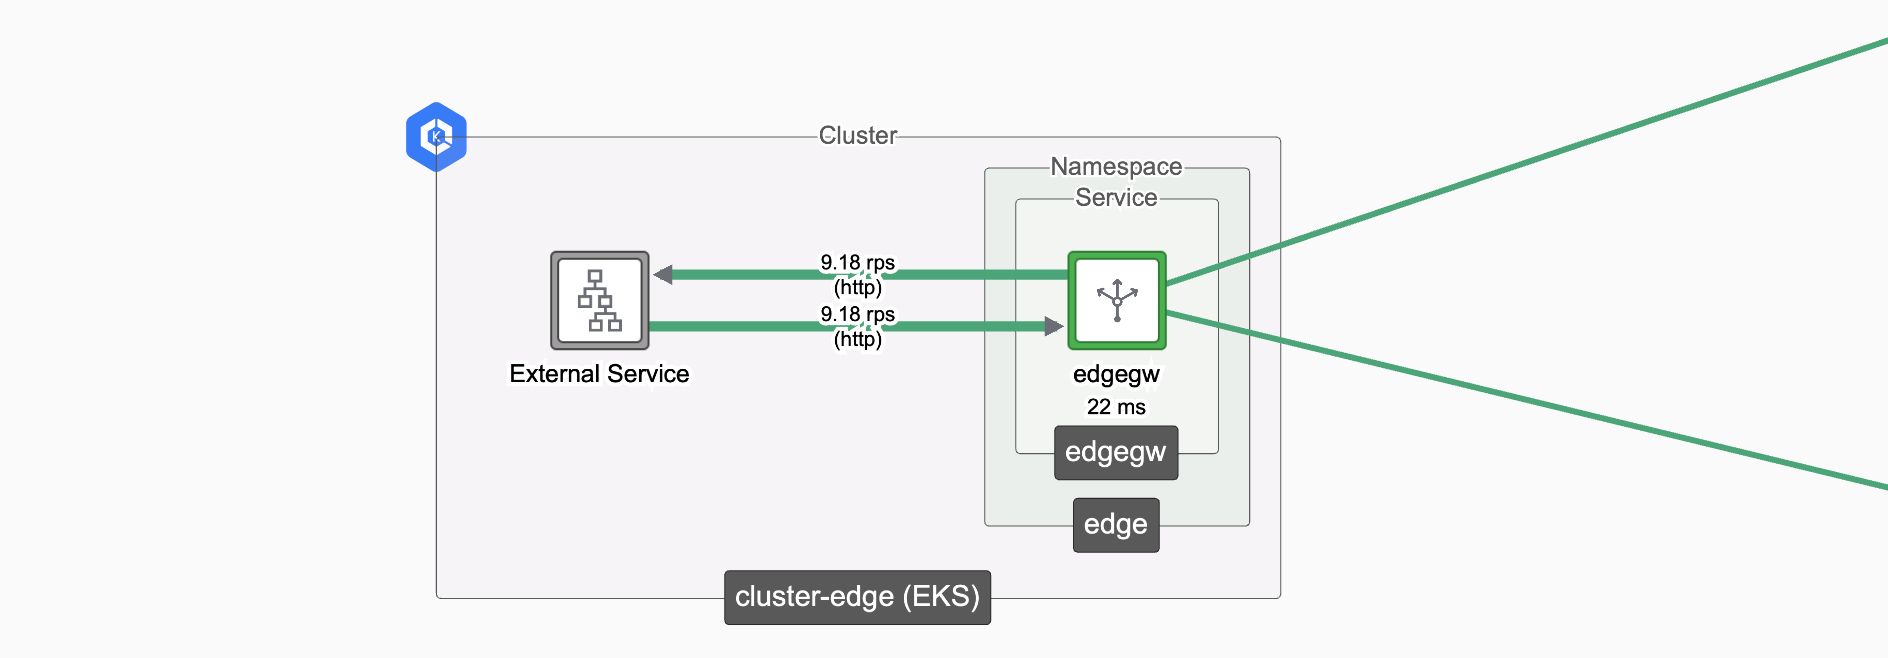 Cluster
Namespace
Service
9.18 rps
(http)
9.18 rps
(http)
External Service
edgegw
22 ms
edgegw
edge
cluster-edge (EKS)
K